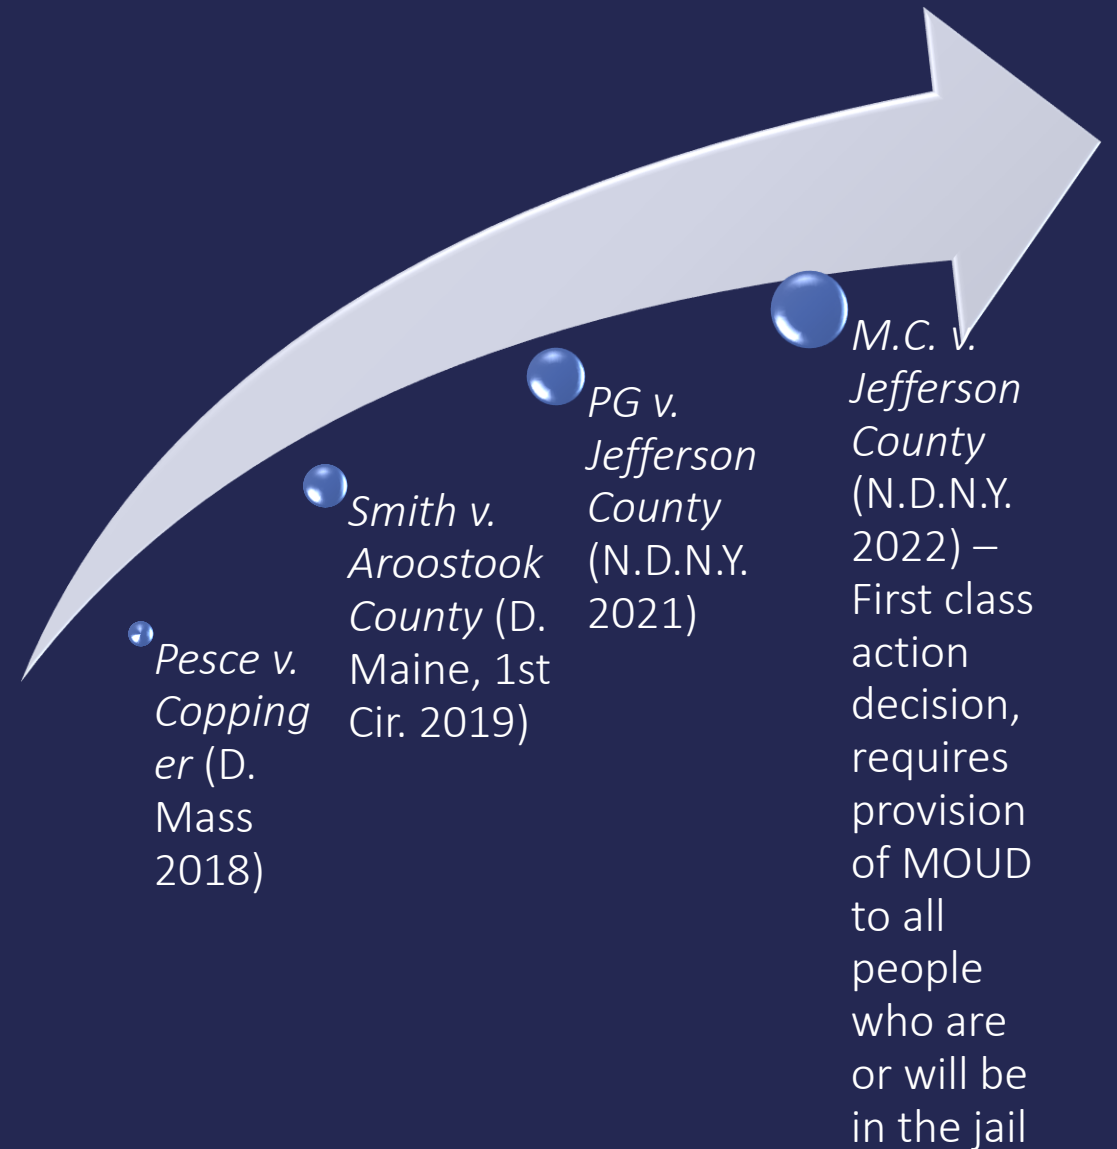 Pesce v.
Copping
er (D.
Mass
2018)
Smith v.
Aroostook
County (D.
Maine, 1st
Cir. 2019)
PG v.
Jefferson
County
(N.D.N.Y.
2021)
M.C. v.
Jefferson
County
(N.D.N.Y.
2022) –
First class
action
decision,
requires
provision
of MOUD
to all
people
who are
or will be
in the jail